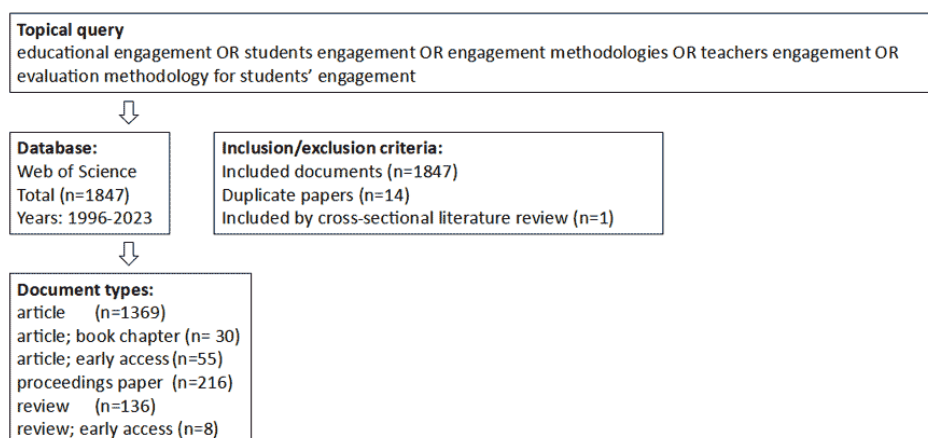 Topical query
educational engagement OR students engagement OR engagement methodologies OR teachers engagement OR
evaluation methodology for students’ engagement
Database:
Web of Science
Total (n=1847)
Years: 1996-2023
Inclusion/exclusion criteria:
Included documents (n=1847)
Duplicate papers (n=14)
Included by cross-sectional literature review (n=1)
Document types:
article (n=1369)
article; book chapter (n= 30)
article; early access (n=55)
proceedings paper (n=216)
review (n=136)
review; early access (n=8)